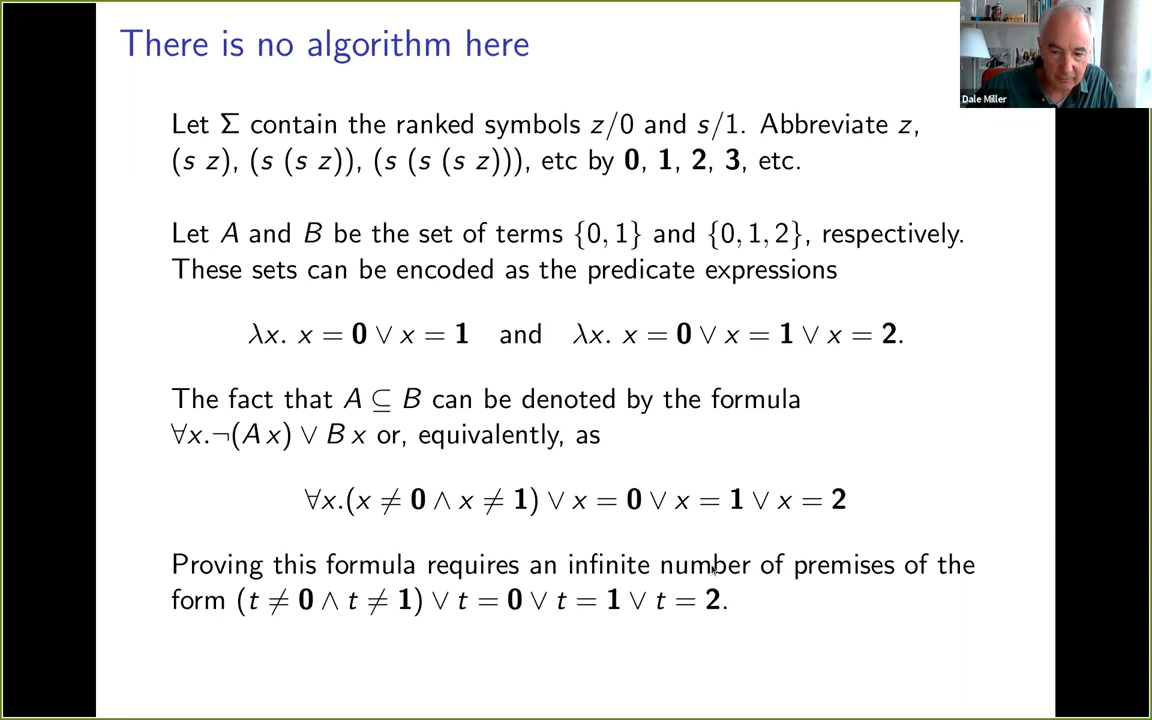 There is no algorithm here
Dale Miller
Let Σ contain the ranked symbols z/0 and s/1. Abbreviate z,
(s z), (s (s z)), (s (s (s z))), etc by 0, 1, 2, 3, etc.
Let A and B be the set of terms {0, 1} and {0, 1, 2}, respectively.
These sets can be encoded as the predicate expressions
λx. x = 0 ∨ x = 1 and λx. x = 0 ∨ x = 1 ∨ x = 2.
The fact that A ⊆ B can be denoted by the formula
∀x.¬(A x) ∨ B x or, equivalently, as
∀x.(x ≠ 0 ∧ x ≠ 1) ∨ x = 0 ∨ x = 1 ∨ x = 2
Proving this formula requires an infinite number of premises of the
form (t ≠ 0 ∧ t ≠ 1) ∨ t = 0 ∨ t = 1 ∨ t = 2.